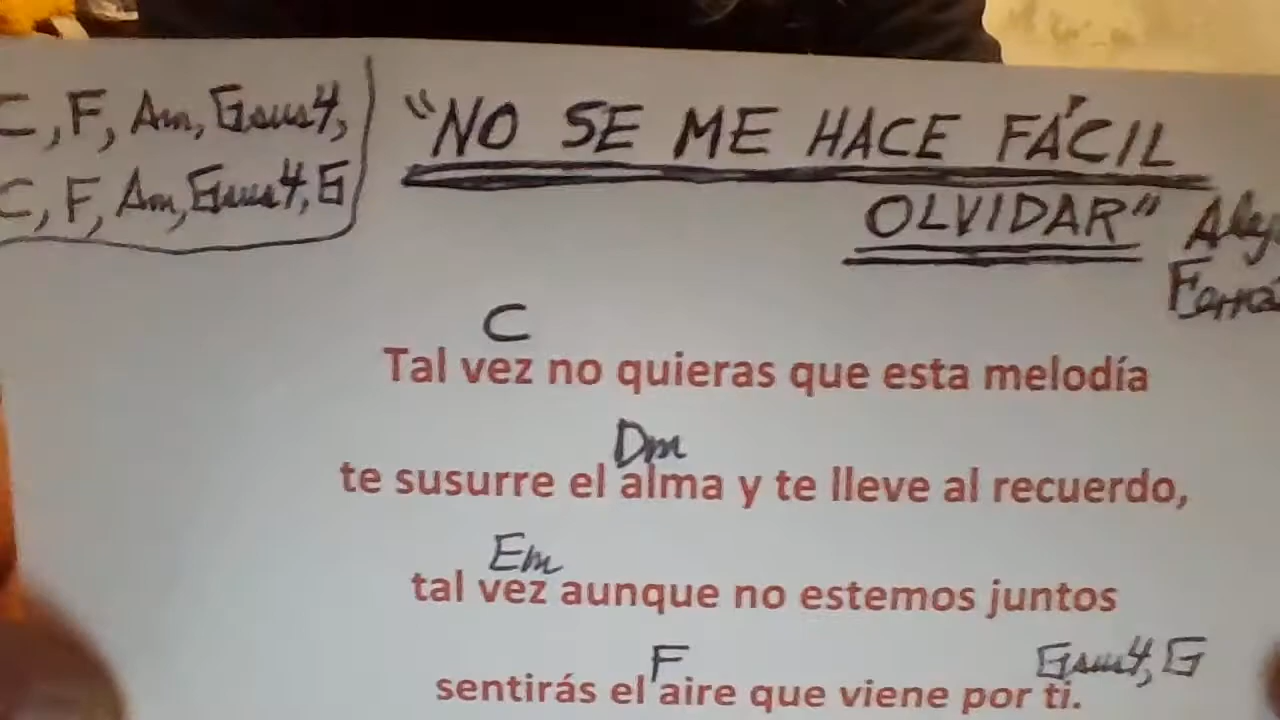 C, F, Am, Gsus4,
C, F, Am, Gsus4, G
"NO SE ME HACE FÁCIL
OLVIDAR"
C
Tal vez no quieras que esta melodía
Dm
te susurre el alma y te lleve al recuerdo,
Em
tal vez aunque no estemos juntos
F Gsus4, G
sentirás el aire que viene por ti.